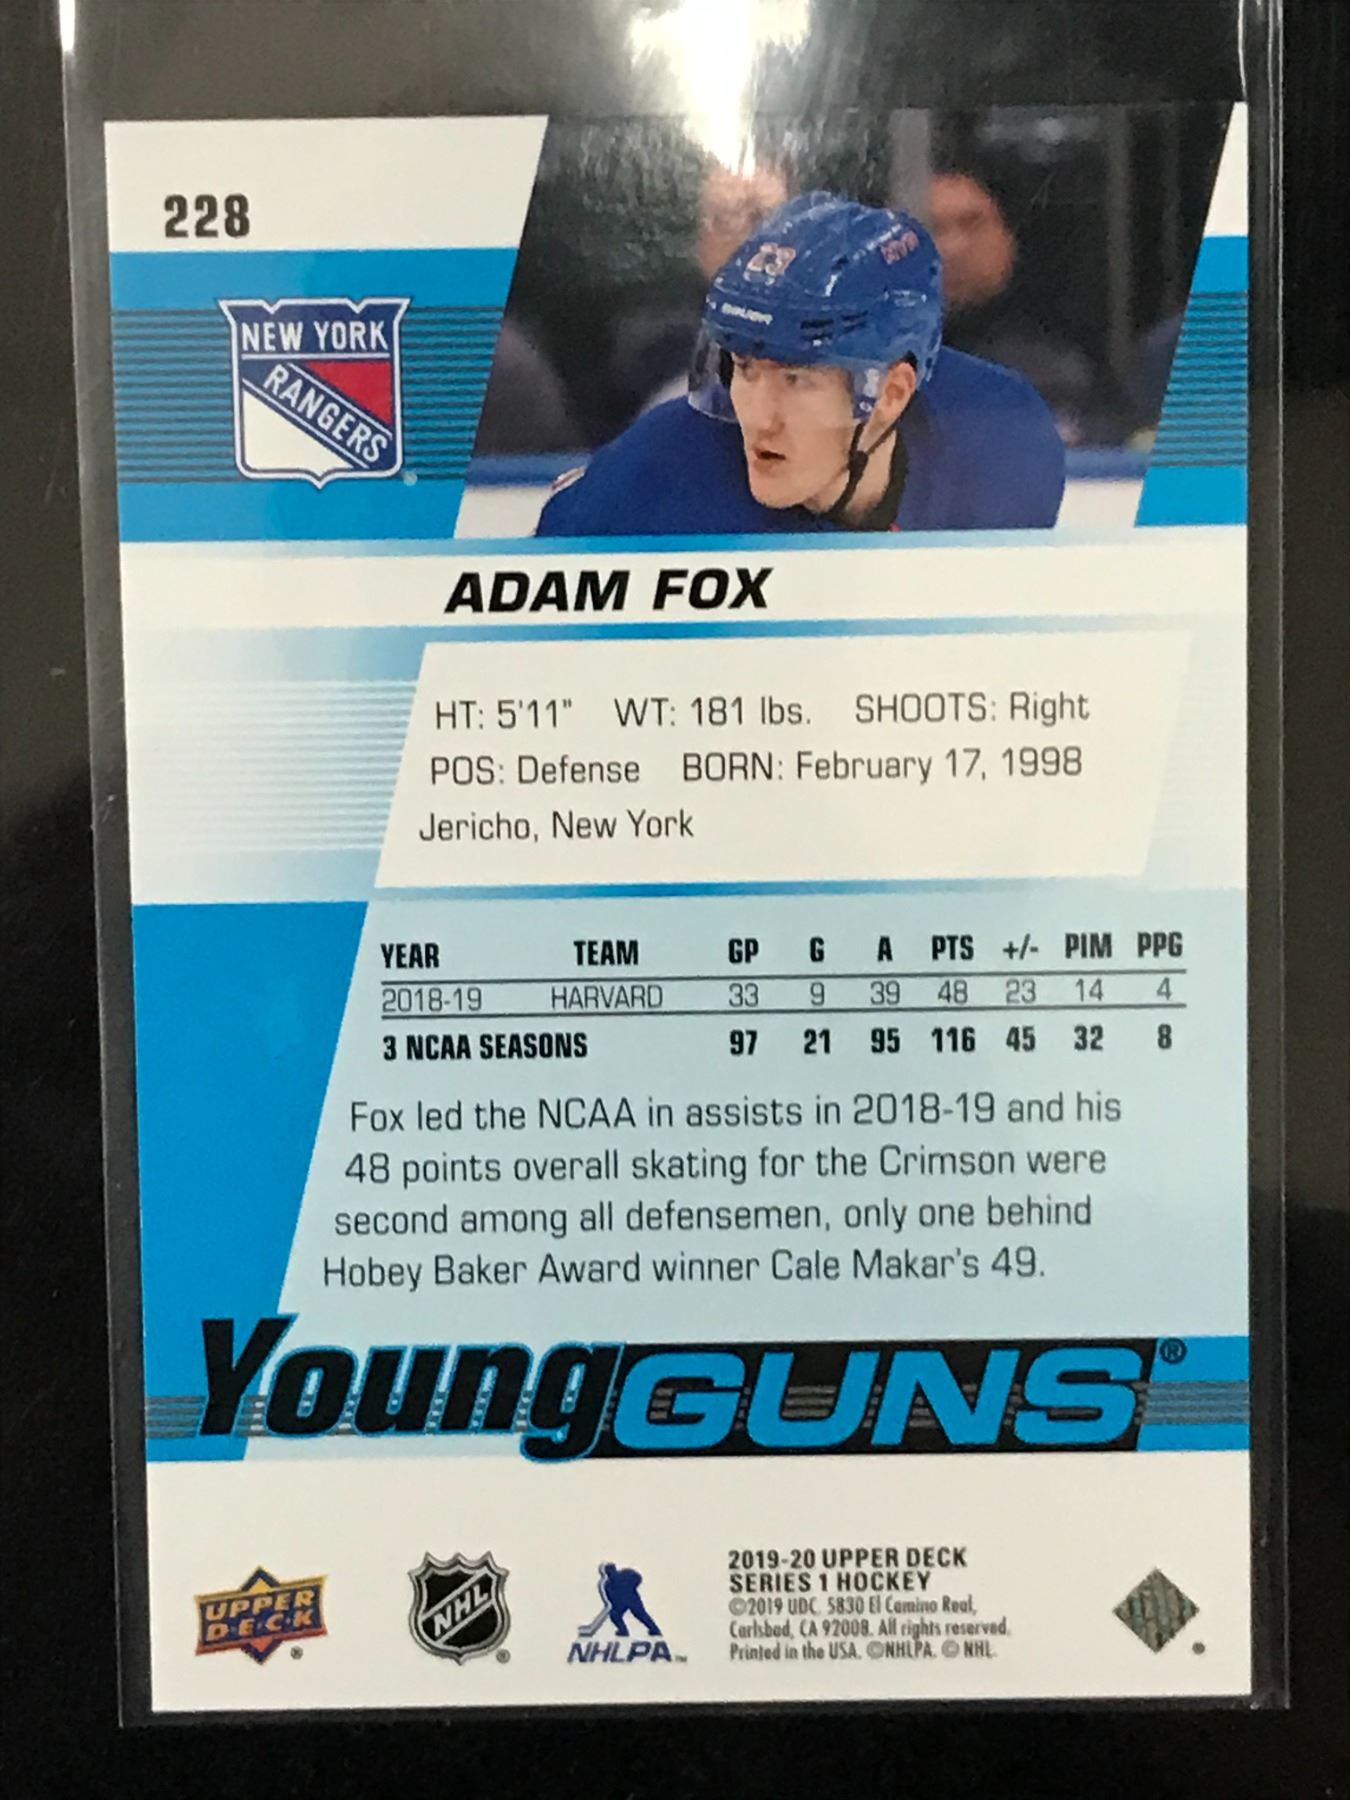 228
NEW YORK
RANGERS
23
BAUER
ADAM FOX
HT: 5'11" WT: 181 lbs. SHOOTS: Right
POS: Defense BORN: February 17, 1998
Jericho, New York
YEAR TEAM GP G A PTS +/- PIM PPG
2018-19 HARVARD 33 9 39 48 23 14 4
3 NCAA SEASONS 97 21 95 116 45 32 8
Fox led the NCAA in assists in 2018-19 and his
48 points overall skating for the Crimson were
second among all defensemen, only one behind
Hobey Baker Award winner Cale Makar's 49.
Young GUNS®
UPPER
D·E·C·K
NHL
NHLPA™
2019-20 UPPER DECK
SERIES 1 HOCKEY
©2019 UDC. 5830 El Camino Real,
Carlsbad, CA 92008. All rights reserved.
Printed in the USA. ©NHLPA. © NHL.